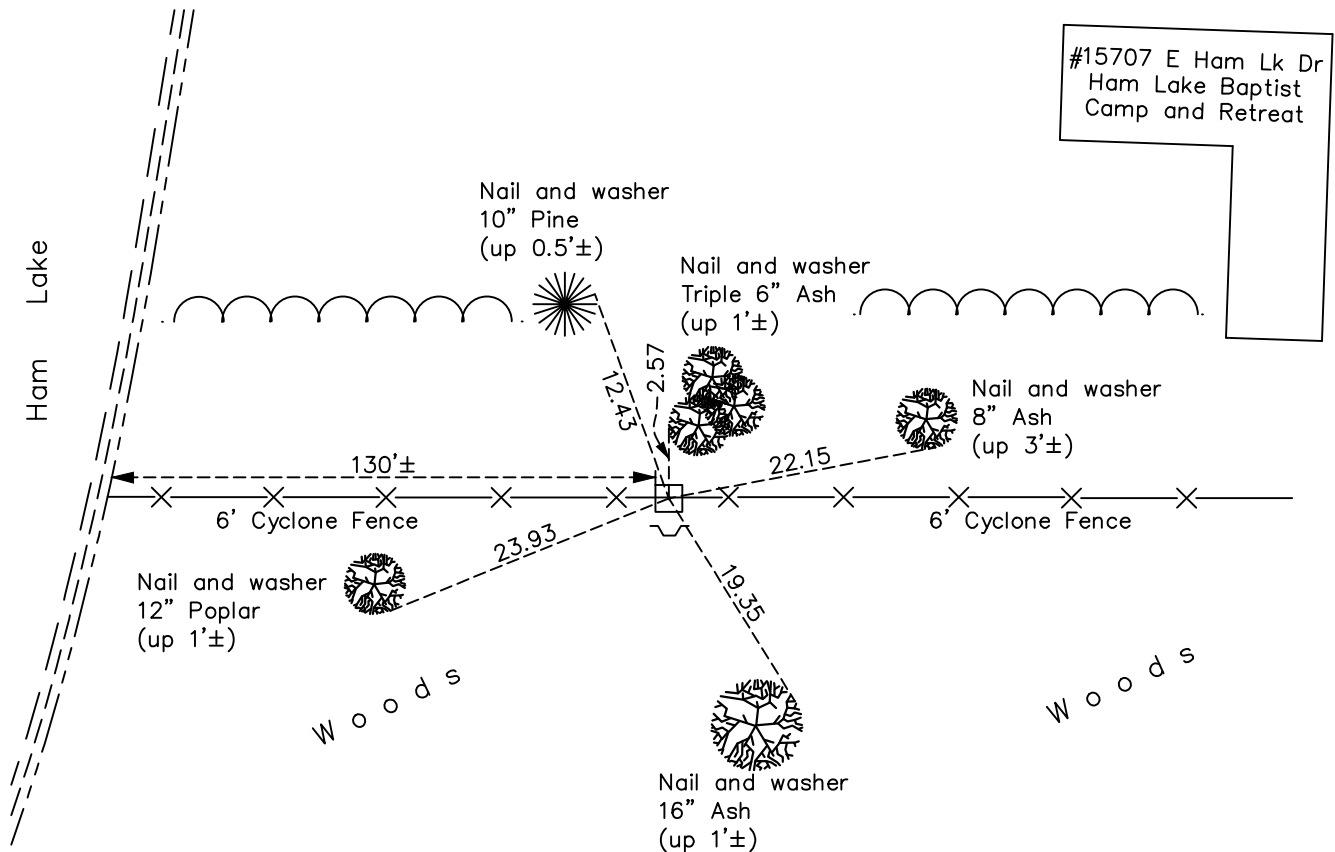 #15707 E Ham Lk Dr
Ham Lake Baptist
Camp and Retreat
Nail and washer
10" Pine
(up 0.5'±)
Ham Lake
Nail and washer
Triple 6" Ash
(up 1'±)
2.57
12.43
Nail and washer
8" Ash
(up 3'±)
130'±
22.15
6' Cyclone Fence
6' Cyclone Fence
23.93
19.35
Nail and washer
12" Poplar
(up 1'±)
Woods
Woods
Nail and washer
16" Ash
(up 1'±)